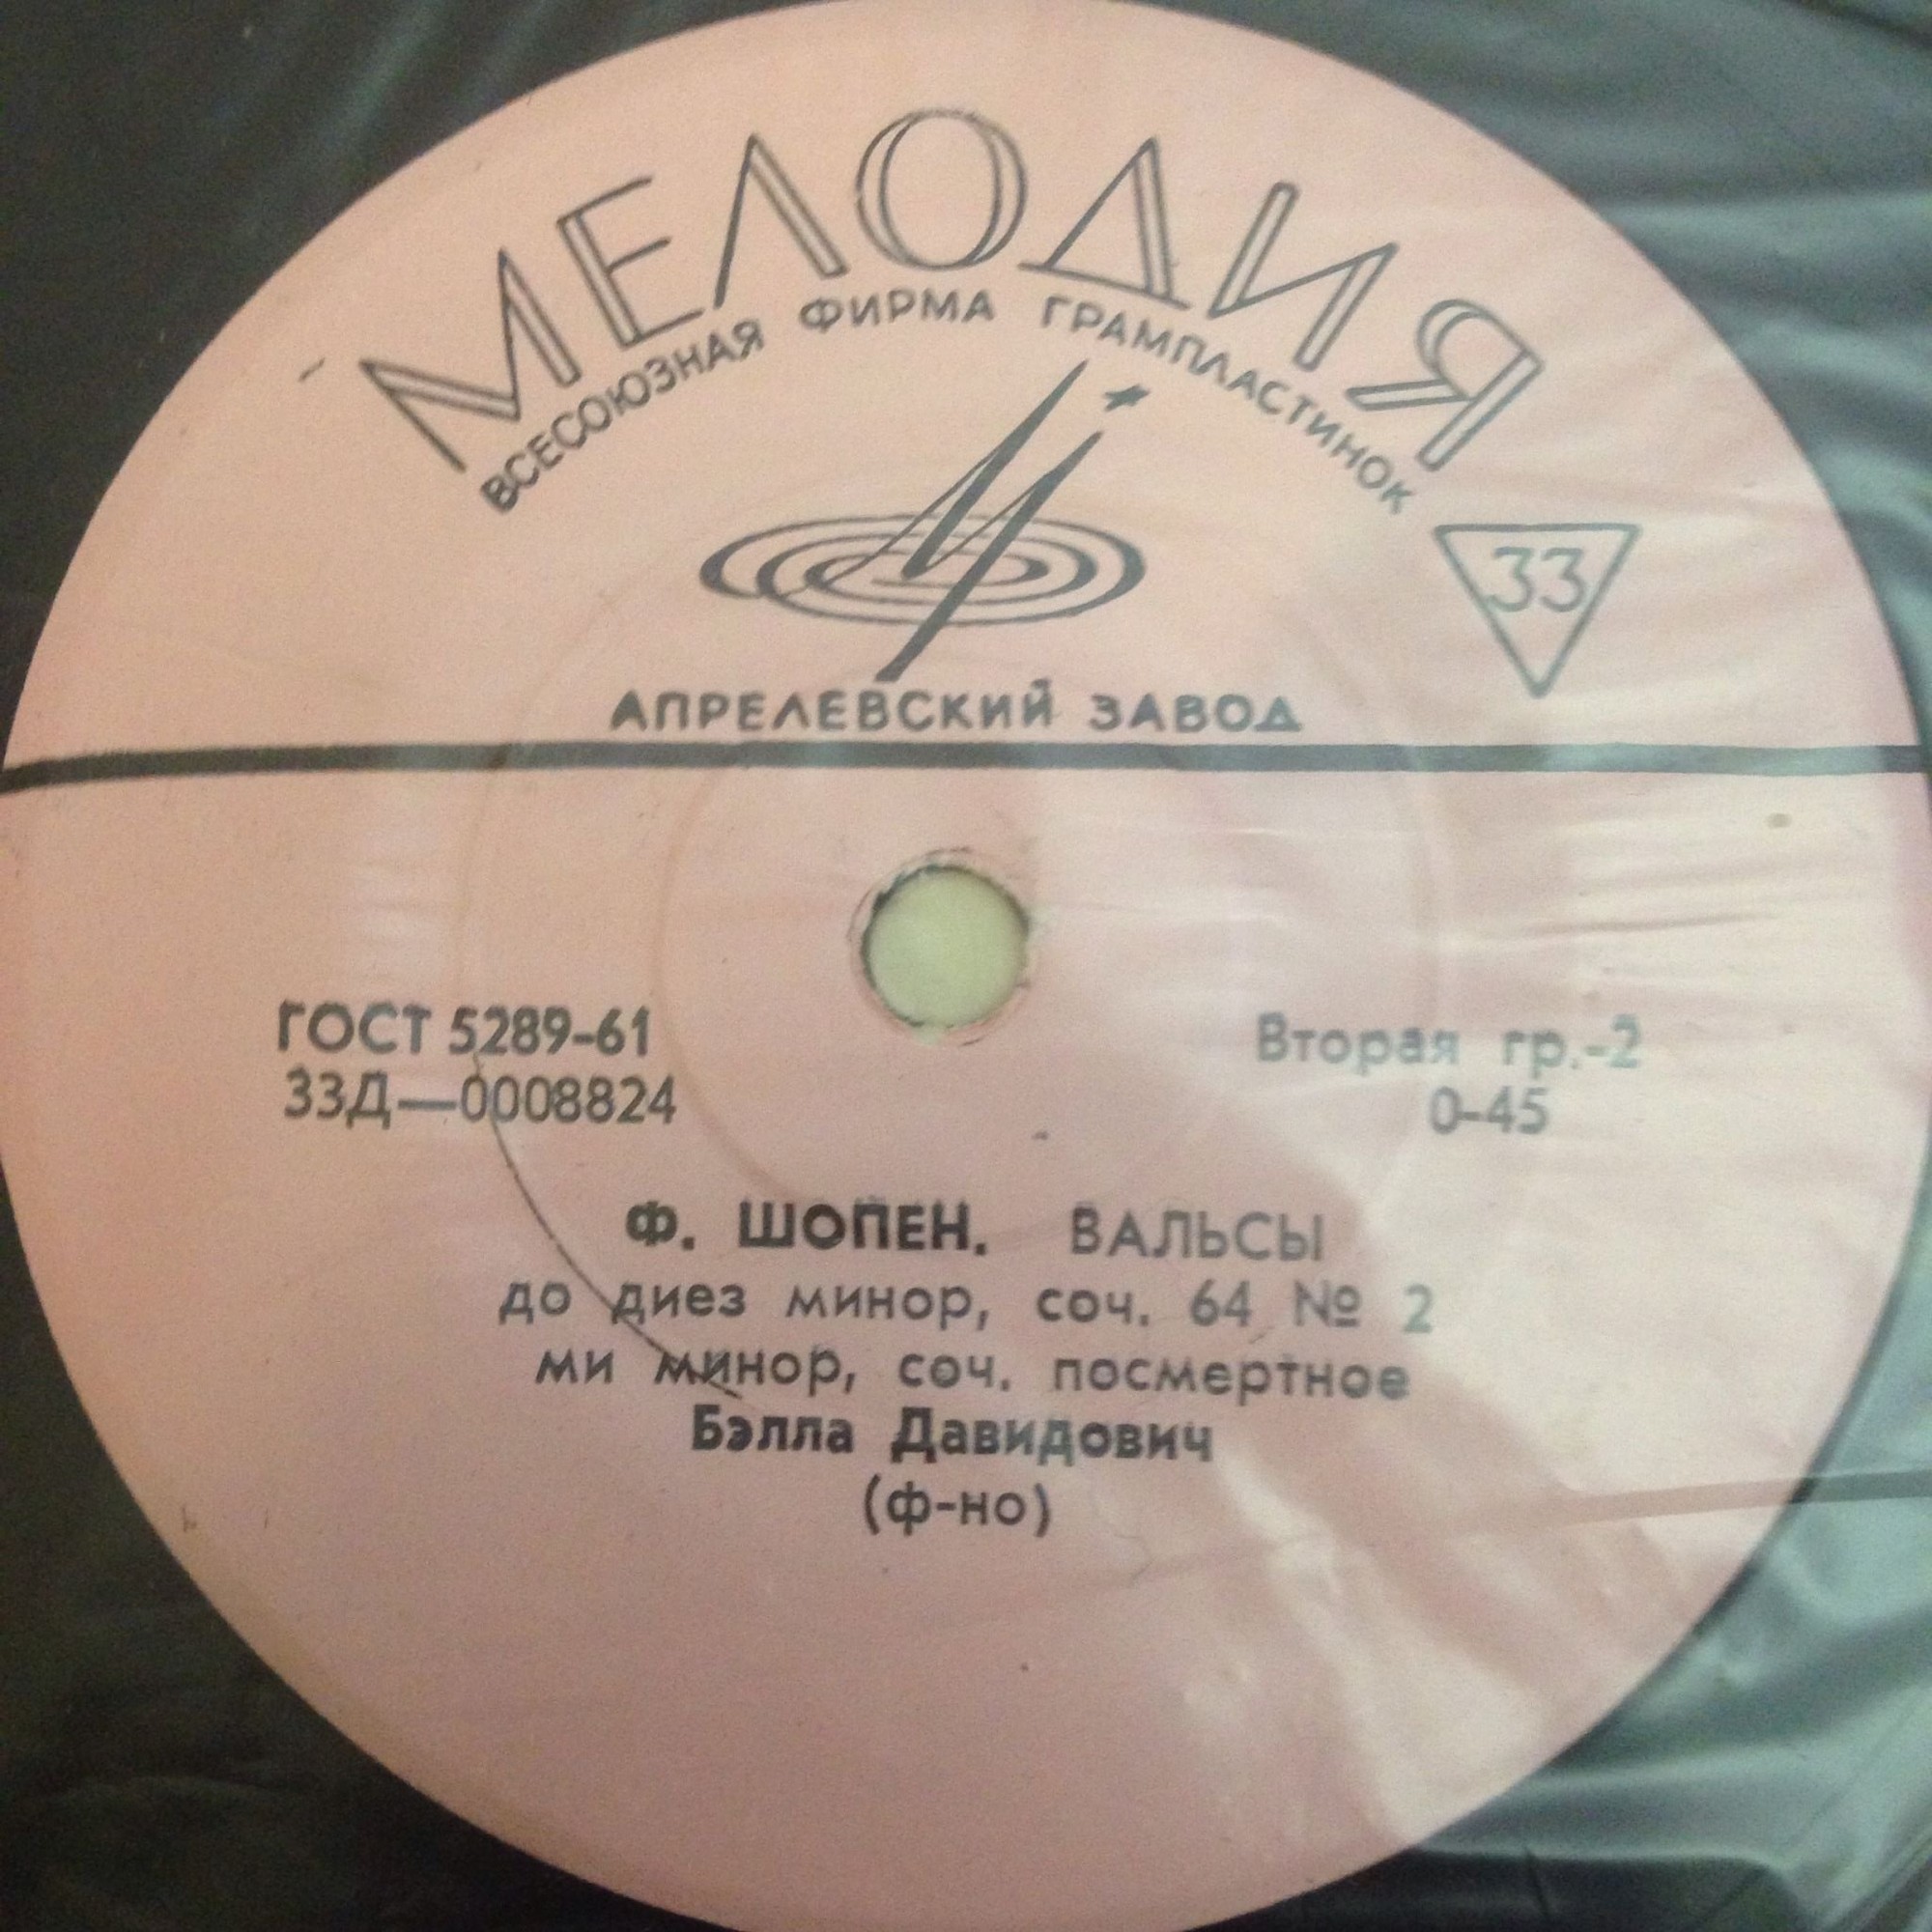 МЕЛОДИЯ
ВСЕСОЮЗНАЯ ФИРМА ГРАМПЛАСТИНОК
33
АПРЕЛЕВСКИЙ ЗАВОД
ГОСТ 5289-61
33Д—0008824
Вторая гр.-2
0-45
Ф. ШОПЕН. ВАЛЬСЫ
до диез минор, соч. 64 № 2
ми минор, соч. посмертное
Бэлла Давидович
(ф-но)